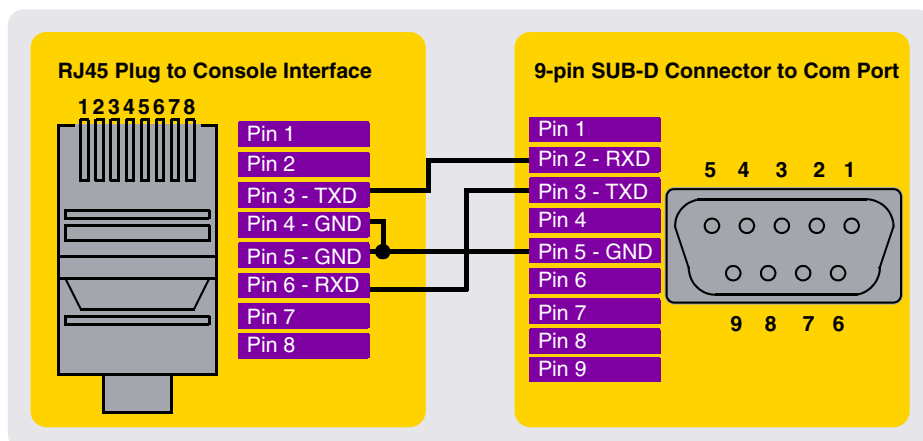 RJ45 Plug to Console Interface
12345678
Pin 1
Pin 2
Pin 3 - TXD
Pin 4 - GND
Pin 5 - GND
Pin 6 - RXD
Pin 7
Pin 8
9-pin SUB-D Connector to Com Port
Pin 1
Pin 2 - RXD
Pin 3 - TXD
Pin 4
Pin 5 - GND
Pin 6
Pin 7
Pin 8
Pin 9
5 4 3 2 1
9 8 7 6